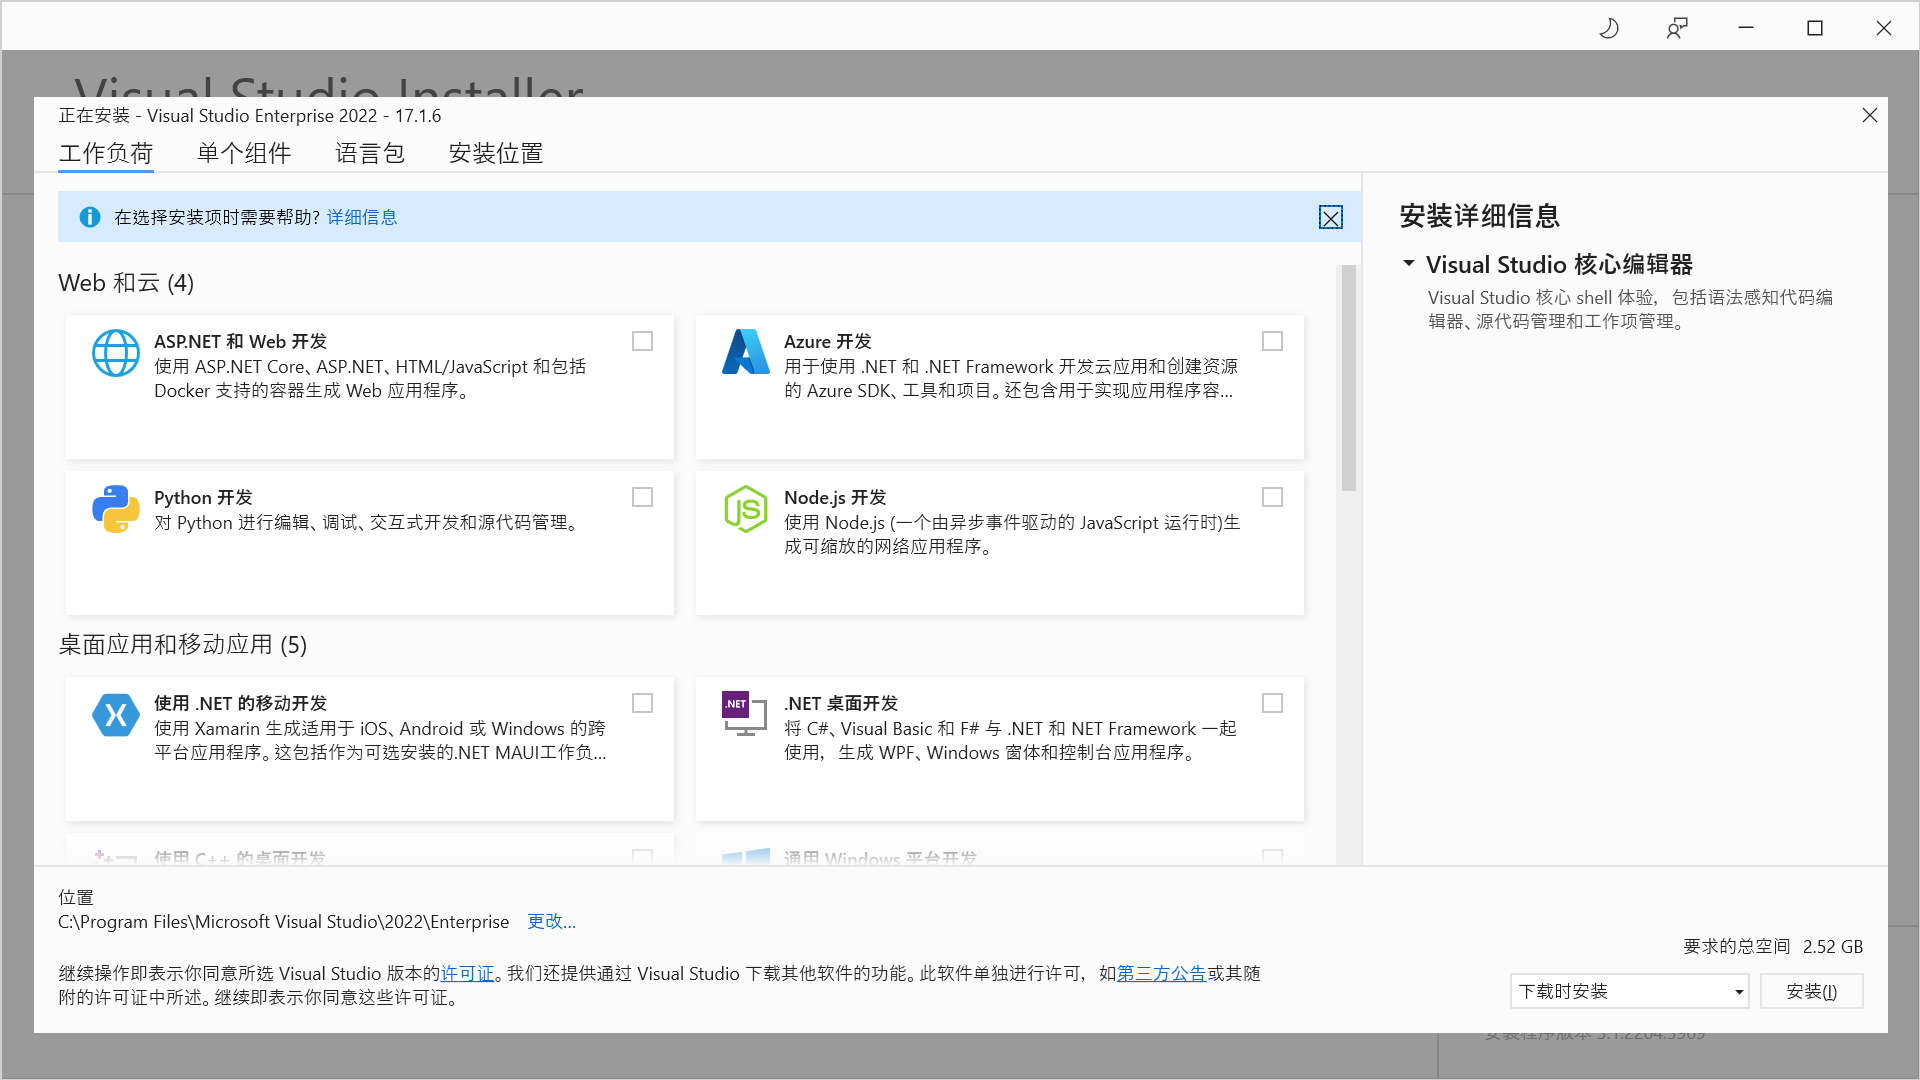 Visual Studio Installer
正在安装 - Visual Studio Enterprise 2022 - 17.1.6
工作负荷 单个组件 语言包 安装位置
在选择安装项时需要帮助? 详细信息
Web 和云 (4)
ASP.NET 和 Web 开发
使用 ASP.NET Core、ASP.NET、HTML/JavaScript 和包括
Docker 支持的容器生成 Web 应用程序。
Azure 开发
用于使用 .NET 和 .NET Framework 开发云应用和创建资源
的 Azure SDK、工具和项目。还包含用于实现应用程序容...
Python 开发
对 Python 进行编辑、调试、交互式开发和源代码管理。
Node.js 开发
使用 Node.js (一个由异步事件驱动的 JavaScript 运行时)生
成可缩放的网络应用程序。
桌面应用和移动应用 (5)
使用 .NET 的移动开发
使用 Xamarin 生成适用于 iOS、Android 或 Windows 的跨
平台应用程序。这包括作为可选安装的.NET MAUI工作负...
.NET
.NET 桌面开发
将 C#、Visual Basic 和 F# 与 .NET 和 NET Framework 一起
使用，生成 WPF、Windows 窗体和控制台应用程序。
使用 C++ 的桌面开发
通用 Windows 平台开发
安装详细信息
Visual Studio 核心编辑器
Visual Studio 核心 shell 体验，包括语法感知代码编
辑器、源代码管理和工作项管理。
位置
C:\Program Files\Microsoft Visual Studio\2022\Enterprise 更改...
继续操作即表示你同意所选 Visual Studio 版本的许可证。我们还提供通过 Visual Studio 下载其他软件的功能。此软件单独进行许可，如第三方公告或其随
附的许可证中所述。继续即表示你同意这些许可证。
要求的总空间 2.52 GB
下载时安装
安装(I)
安装程序版本 3.1.2204.3909